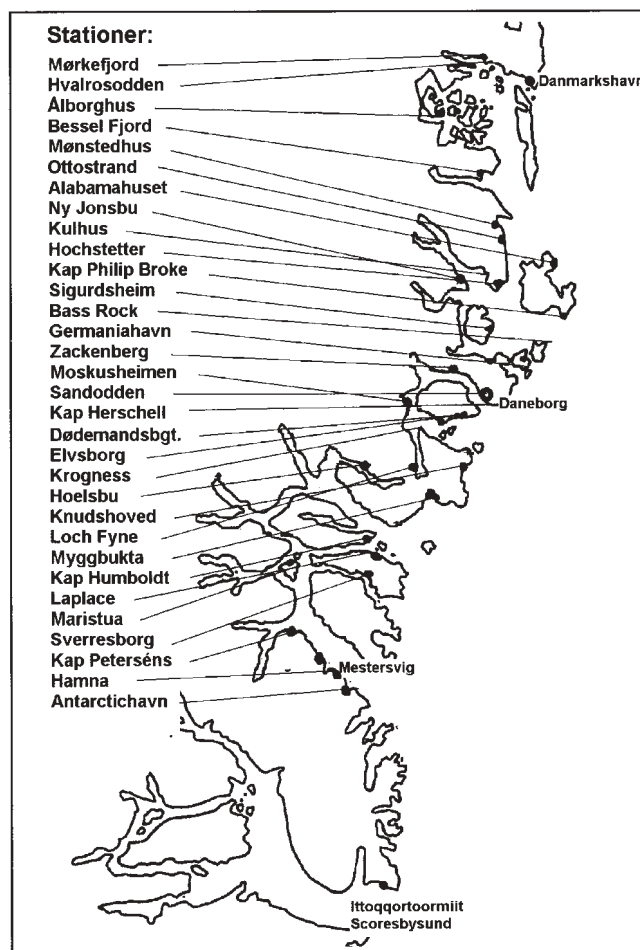 Stationer:
Mørkefjord
Hvalrosodden
Ålborghus
Bessel Fjord
Mønstedhus
Ottostrand
Alabamahuset
Ny Jonsbu
Kulhus
Hochstetter
Kap Philip Broke
Sigurdsheim
Bass Rock
Germaniahavn
Zackenberg
Moskusheimen
Sandodden
Kap Herschell
Dødemandsbgt.
Elvsborg
Krogness
Hoelsbu
Knudshoved
Loch Fyne
Myggbukta
Kap Humboldt
Laplace
Maristua
Sverresborg
Kap Peterséns
Hamna
Antarctichavn
Danmarkshavn
Daneborg
Mestersvig
Ittoqqortoormiit
Scoresbysund